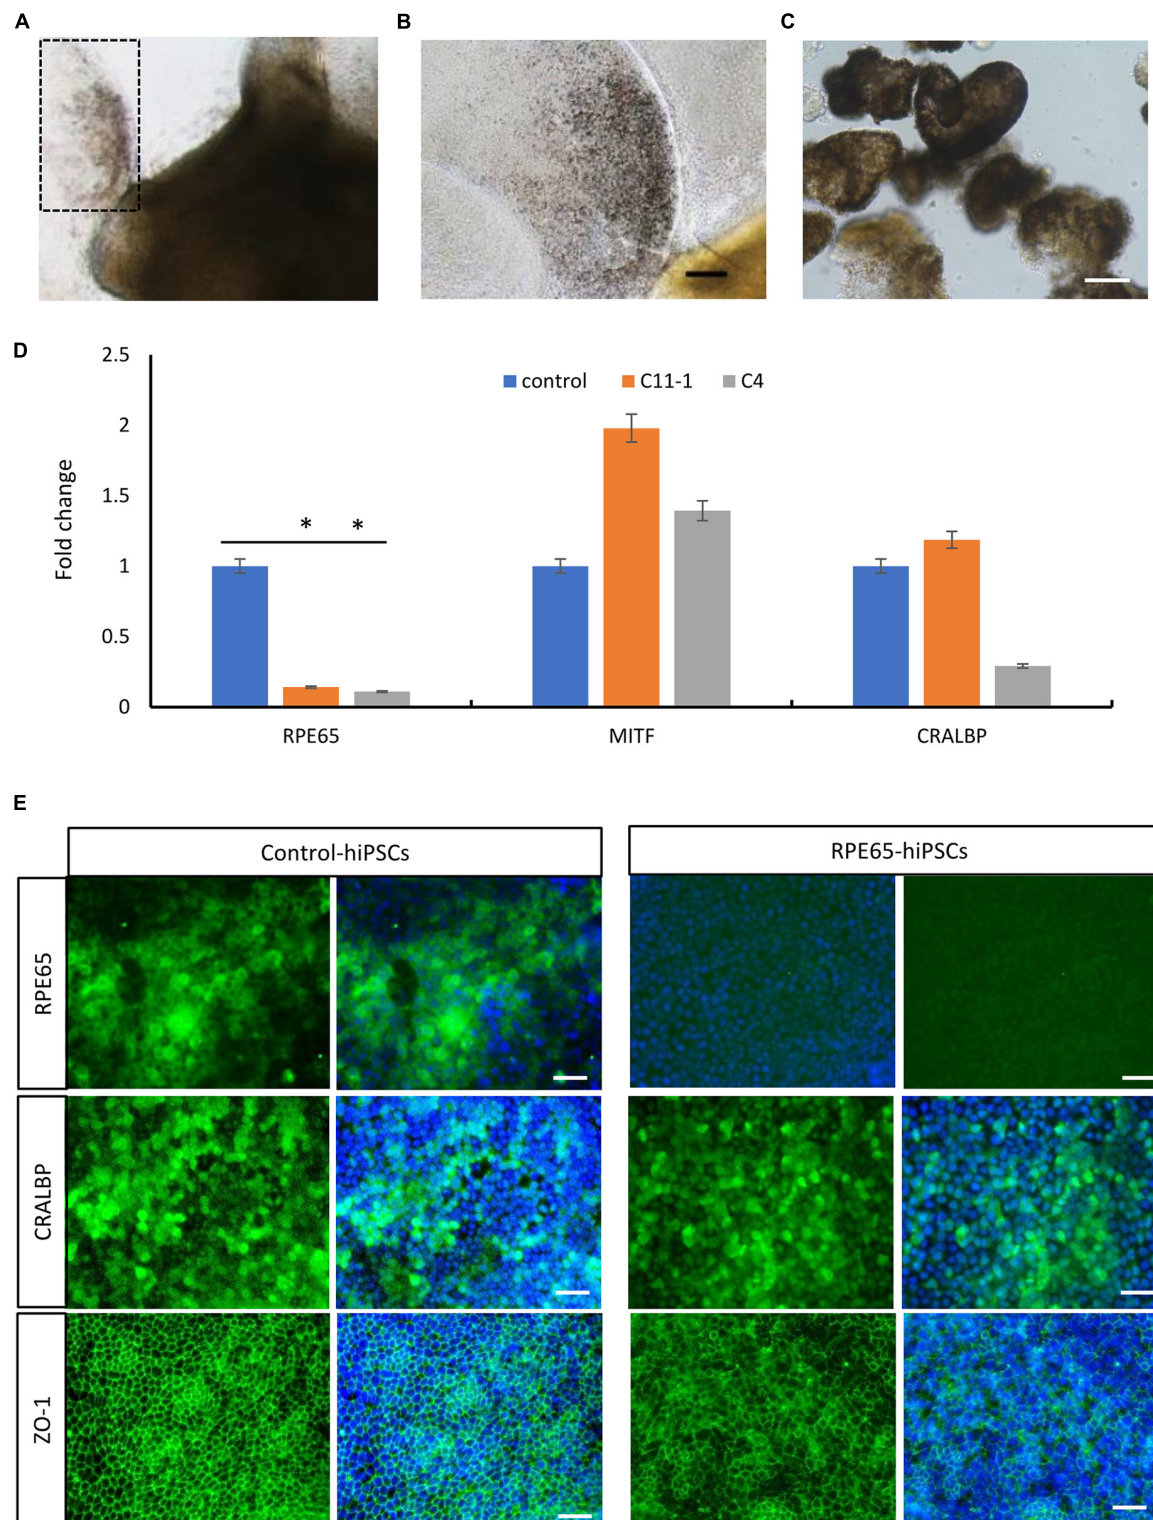 A
B
C
D
2.5
2
1.5
1
0.5
0
Fold change
control C11-1 C4
* *
RPE65 MITF CRALBP
E
Control-hiPSCs RPE65-hiPSCs
RPE65
CRALBP
ZO-1